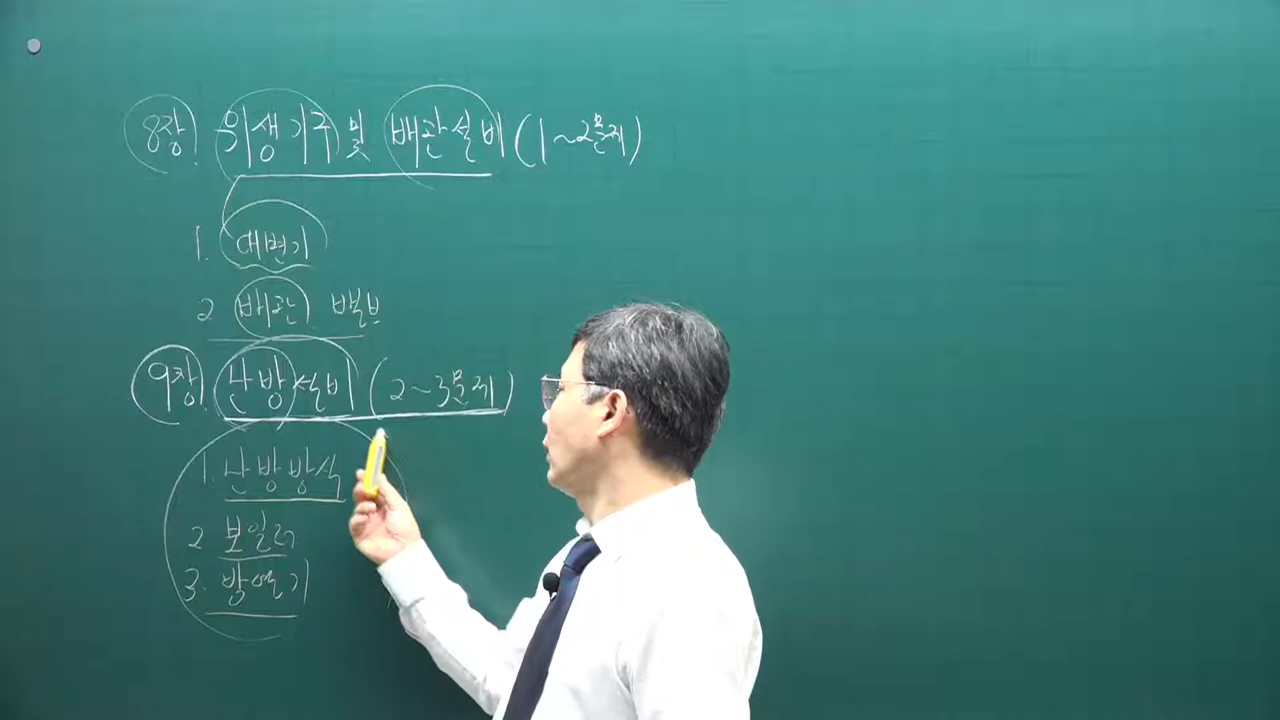 8장. 위생기구 및 배관설비 (1~2문제)
1. 대변기
2 배관. 밸브
9장. 난방설비 (2~3문제)
1. 난방방식
2 보일러
3. 방열기